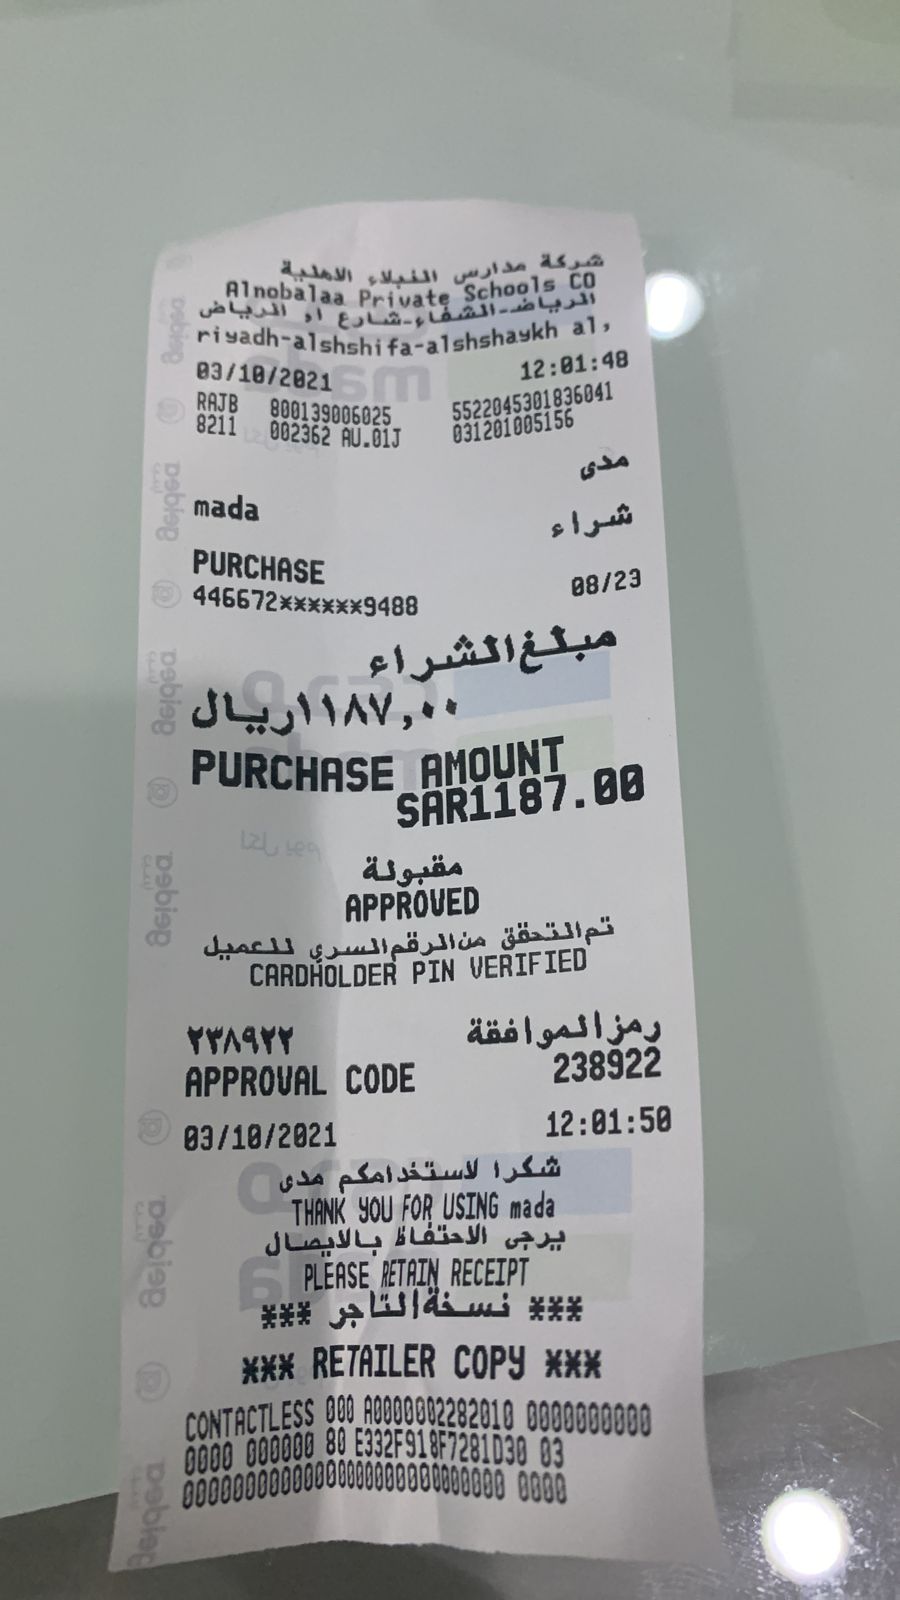 شركة مدارس النبلاء الاهلية
Alnobalaa Private Schools CO
الرياض-الشفاء-شارع ام الرياض
riyadh-alshshifa-alshshaykh al,
03/10/2021 12:01:48
RAJB 800139006025 5522045301836041
8211 002362 AU.01J 031201005156
مدى
mada
شراء
PURCHASE
446672******9488 08/23
مبلغ الشراء
١١٨٧,٠٠ريال
PURCHASE AMOUNT
SAR1187.00
مقبولة
APPROVED
تم التحقق من الرقم السري للعميل
CARDHOLDER PIN VERIFIED
رمز الموافقة ٢٣٨٩٢٢
APPROVAL CODE 238922
03/10/2021 12:01:50
شكرا لاستخدامكم مدى
THANK YOU FOR USING mada
يرجى الاحتفاظ بالايصال
PLEASE RETAIN RECEIPT
*** نسخة التاجر ***
*** RETAILER COPY ***
CONTACTLESS 000 A0000002282010 0000000000
0000 000000 80 E332F918F7281D30 03
0000000000000000000000000000 0000